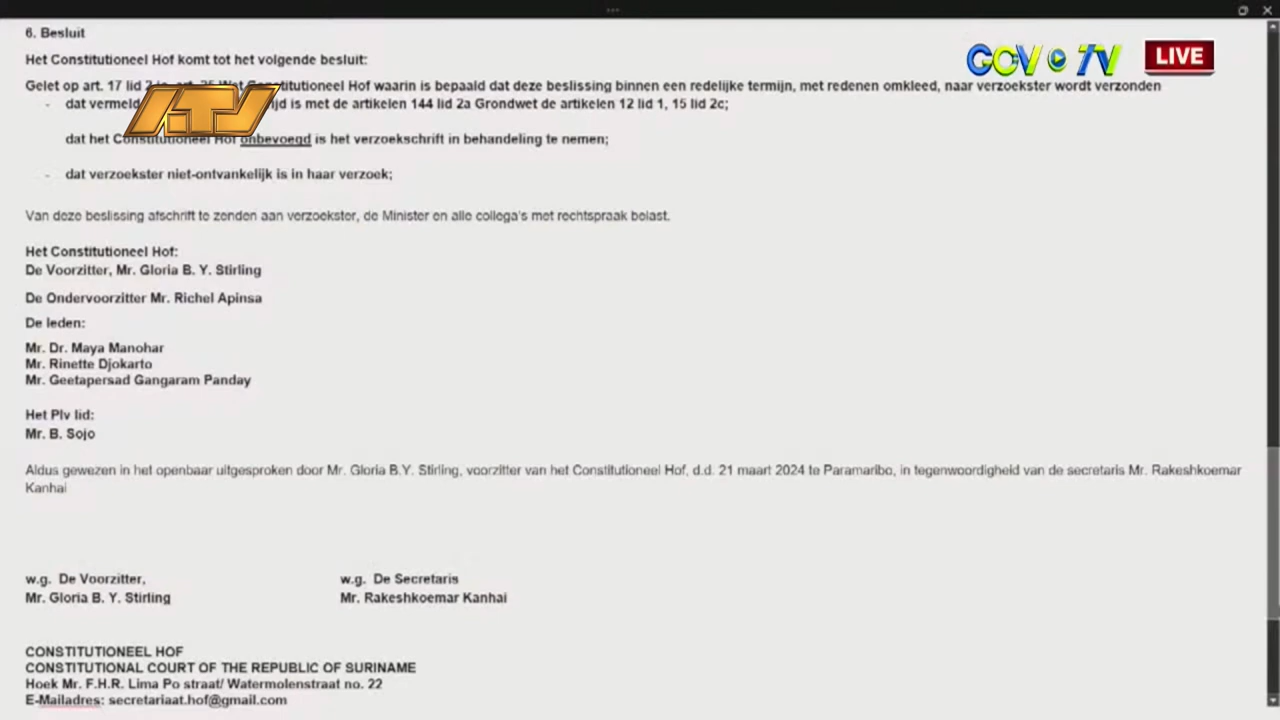 6. Besluit
GOV TV
LIVE
Het Constitutioneel Hof komt tot het volgende besluit:
Gelet op art. 17 lid Constitutioneel Hof waarin is bepaald dat deze beslissing binnen een redelijke termijn, met redenen omkleed, naar verzoekster wordt verzonden
- dat vermeld is met de artikelen 144 lid 2a Grondwet de artikelen 12 lid 1, 15 lid 2c;
ATV
dat het Constitutioneel Hof onbevoegd is het verzoekschrift in behandeling te nemen;
- dat verzoekster niet-ontvankelijk is in haar verzoek;
Van deze beslissing afschrift te zenden aan verzoekster, de Minister en alle collega's met rechtspraak belast.
Het Constitutioneel Hof:
De Voorzitter, Mr. Gloria B. Y. Stirling
De Ondervoorzitter Mr. Richel Apinsa
De leden:
Mr. Dr. Maya Manohar
Mr. Rinette Djokarto
Mr. Geetapersad Gangaram Panday
Het Plv lid:
Mr. B. Sojo
Aldus gewezen in het openbaar uitgesproken door Mr. Gloria B.Y. Stirling, voorzitter van het Constitutioneel Hof, d.d. 21 maart 2024 te Paramaribo, in tegenwoordigheid van de secretaris Mr. Rakeshkoemar
Kanhai
w.g. De Voorzitter,
Mr. Gloria B. Y. Stirling
w.g. De Secretaris
Mr. Rakeshkoemar Kanhai
CONSTITUTIONEEL HOF
CONSTITUTIONAL COURT OF THE REPUBLIC OF SURINAME
Hoek Mr. F.H.R. Lima Po straat/ Watermolenstraat no. 22
E-Mailadres: secretariaat.hof@gmail.com